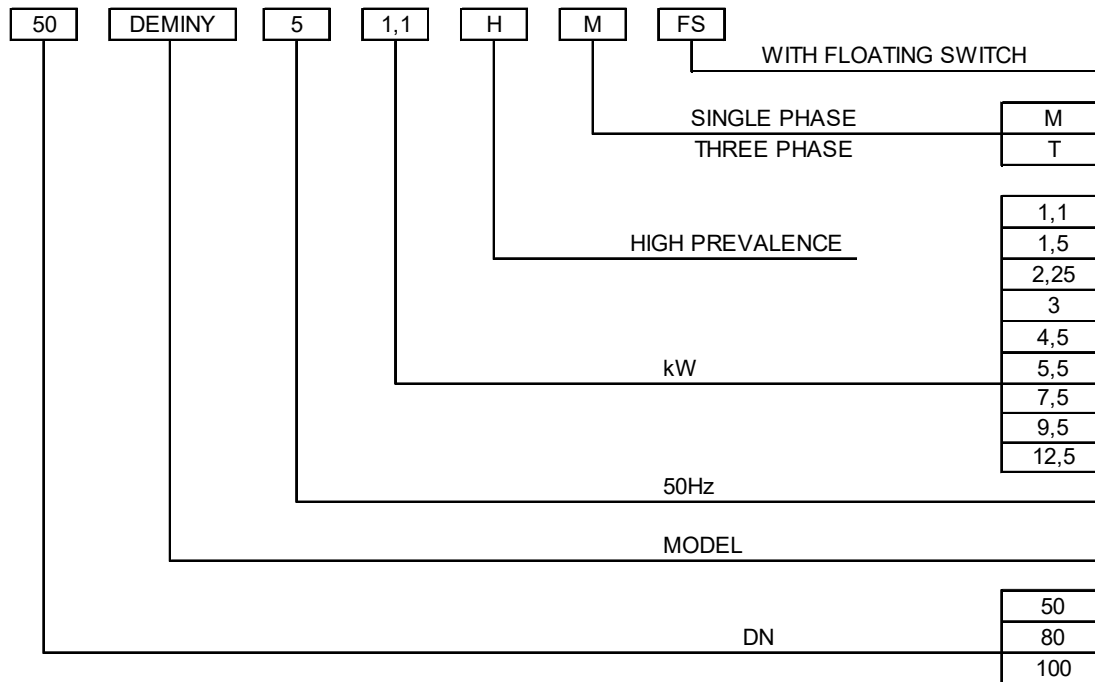 50 DEMINY 5 1,1 H M FS
WITH FLOATING SWITCH
SINGLE PHASE M
THREE PHASE T
1,1
HIGH PREVALENCE 1,5
2,25
3
4,5
kW 5,5
7,5
9,5
12,5
50Hz
MODEL
50
DN 80
100